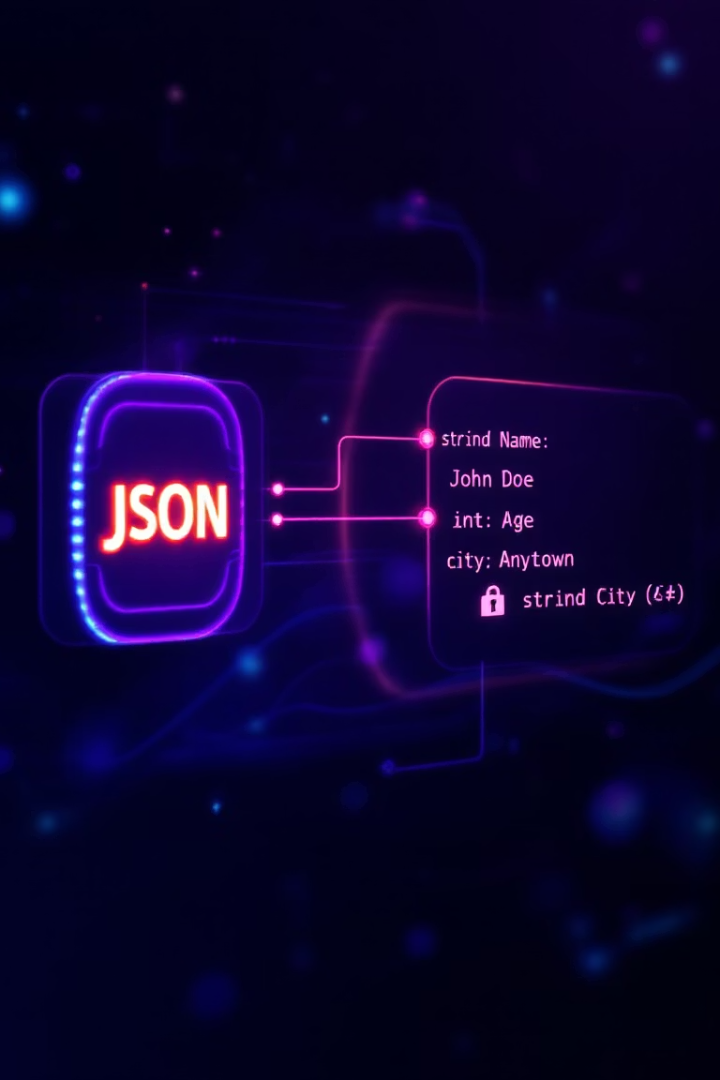 JSON
strind Name:
John Doe
int: Age
city: Anytown
strind City